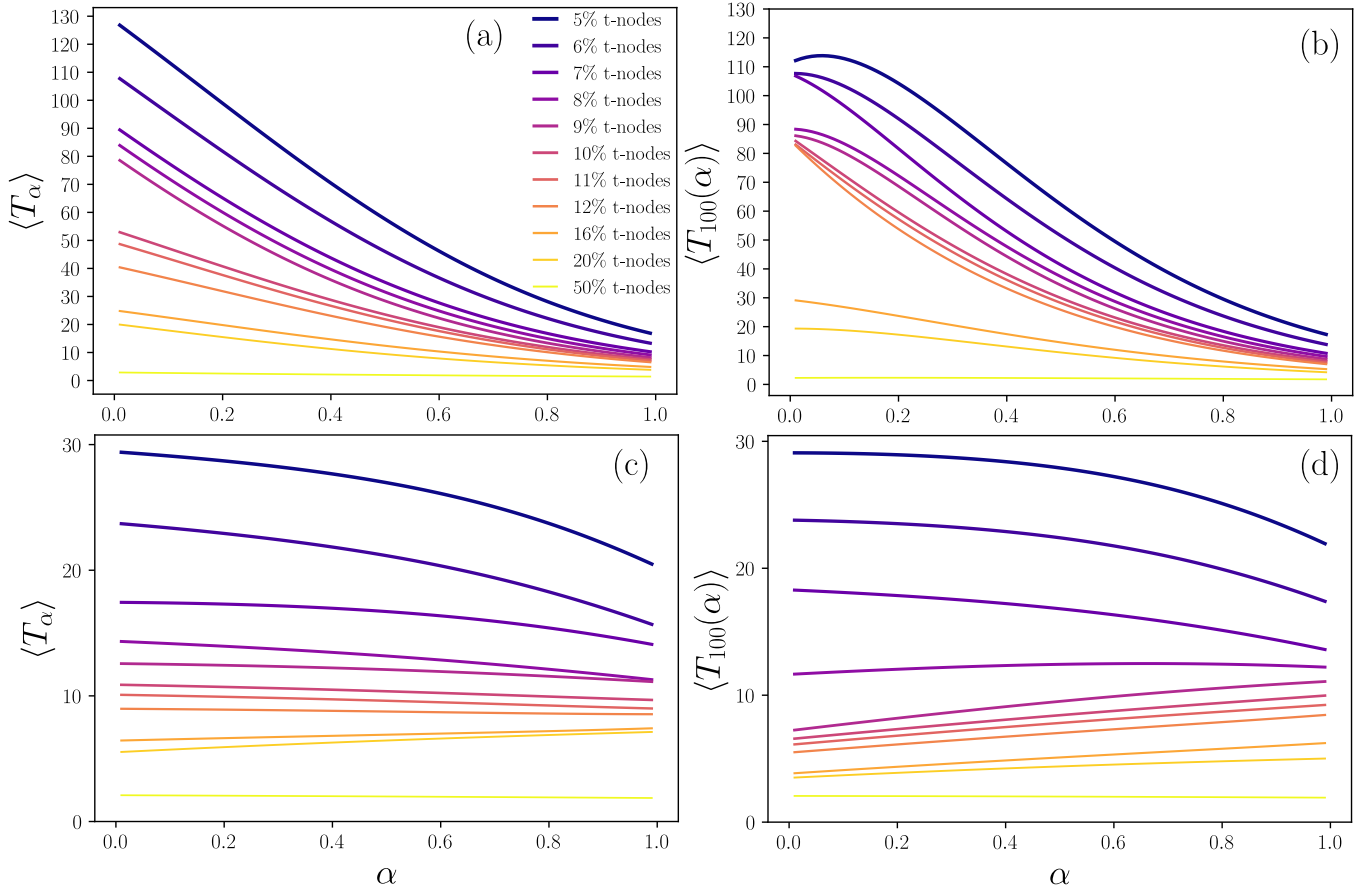 (a)
130
120
110
100
90
80
70
60
50
40
30
20
10
0
⟨T_α⟩
5% t-nodes
6% t-nodes
7% t-nodes
8% t-nodes
9% t-nodes
10% t-nodes
11% t-nodes
12% t-nodes
16% t-nodes
20% t-nodes
50% t-nodes
0.0 0.2 0.4 0.6 0.8 1.0
(b)
130
120
110
100
90
80
70
60
50
40
30
20
10
0
⟨T_100(α)⟩
0.0 0.2 0.4 0.6 0.8 1.0
(c)
30
20
10
0
⟨T_α⟩
0.0 0.2 0.4 0.6 0.8 1.0
α
(d)
30
20
10
0
⟨T_100(α)⟩
0.0 0.2 0.4 0.6 0.8 1.0
α